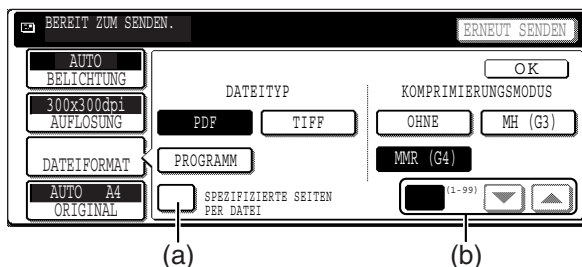 BEREIT ZUM SENDEN.
ERNEUT SENDEN
AUTO
BELICHTUNG
300x300dpi
AUFLOSUNG
DATEIFORMAT
AUTO A4
ORIGINAL
DATEITYP
PDF
TIFF
PROGRAMM
SPEZIFIZIERTE SEITEN
PER DATEI
OK
KOMPRIMIERUNGSMODUS
OHNE
MH (G3)
MMR (G4)
(1-99)
(a)
(b)